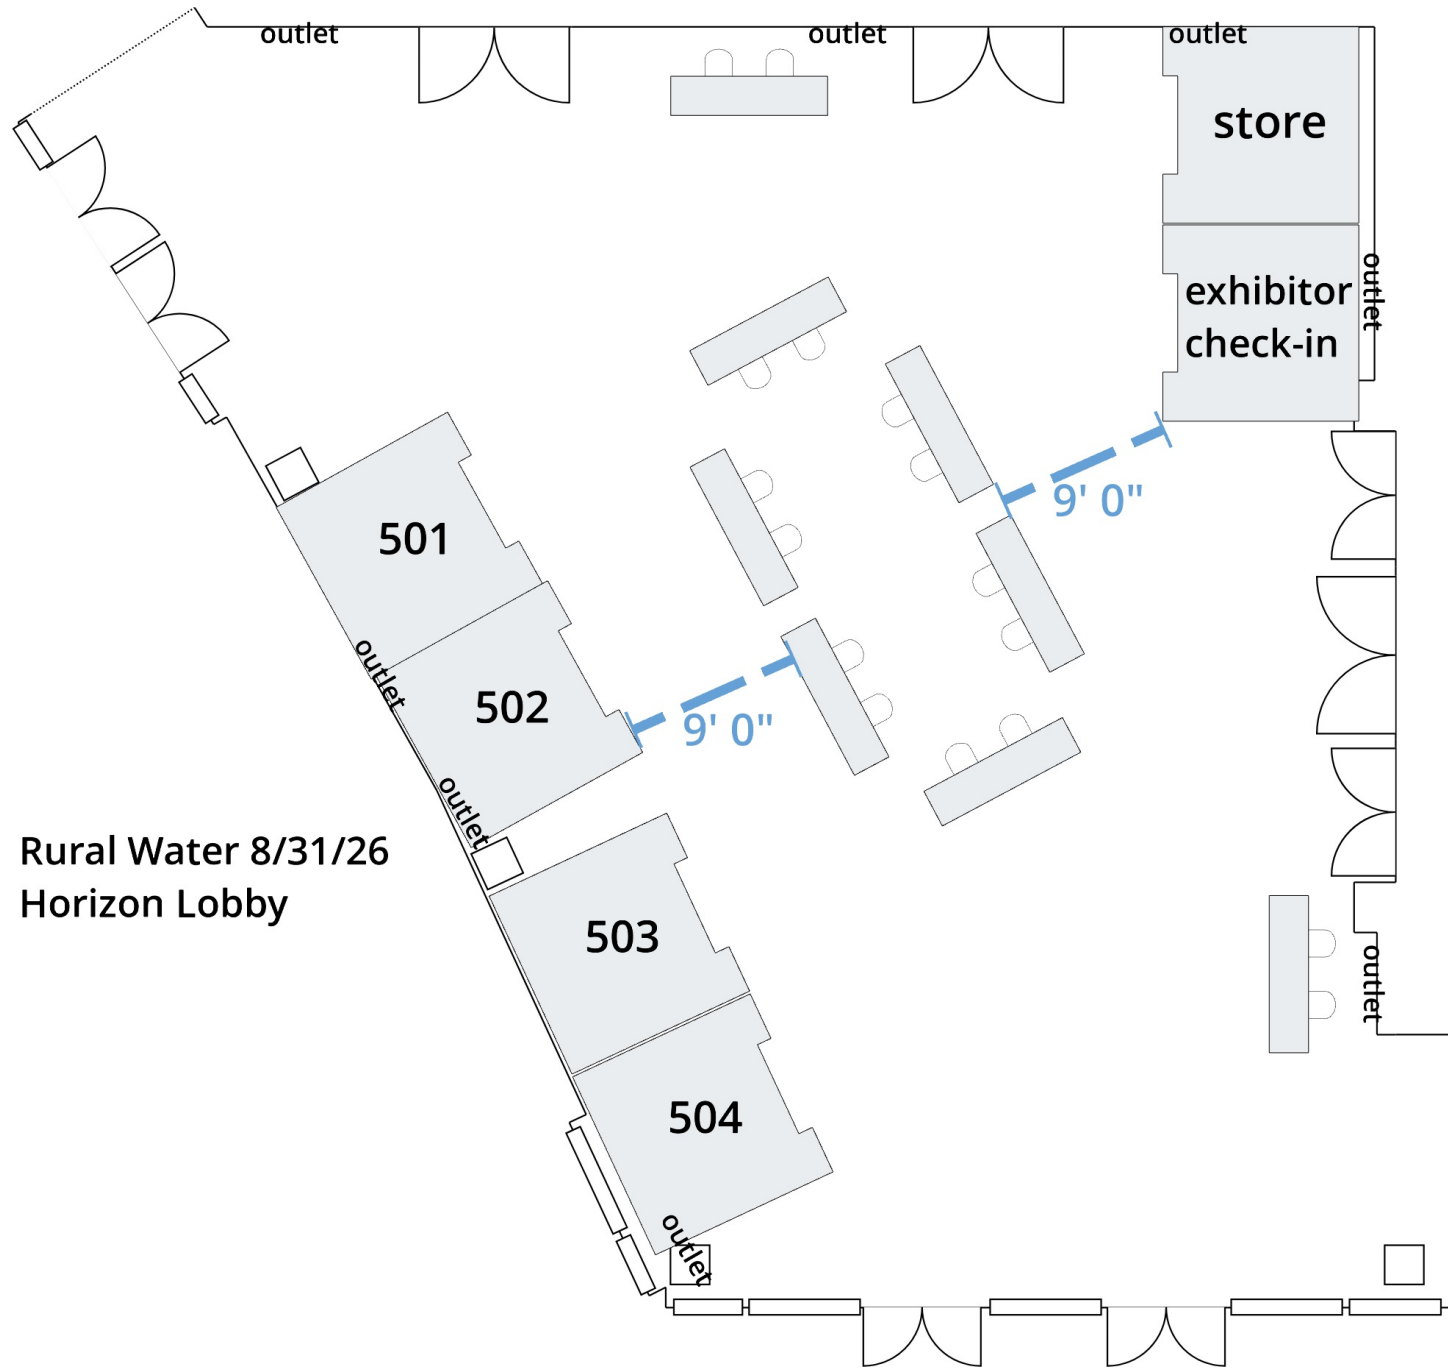 outlet
outlet
outlet
store
outlet
exhibitor
check-in
9' 0"
501
outlet
502
9' 0"
outlet
Rural Water 8/31/26
Horizon Lobby
503
outlet
504
outlet